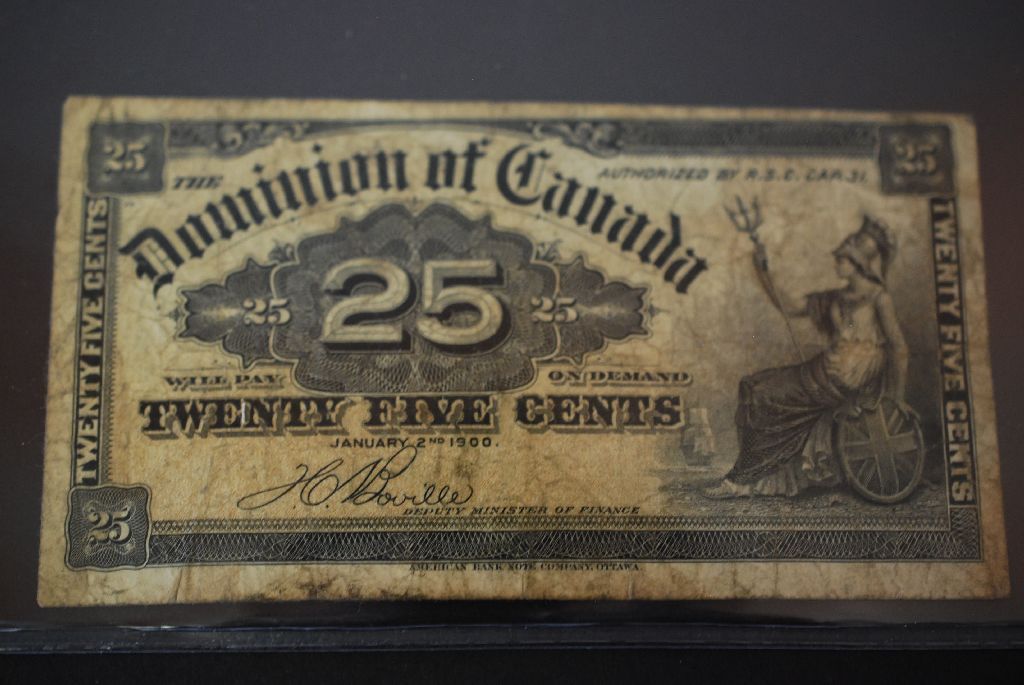 25
25
THE
Dominion of Canada
AUTHORIZED BY R.S.C. CAP. 31.
TWENTY FIVE CENTS
25
25
25
TWENTY FIVE CENTS
WILL PAY
ON DEMAND
TWENTY FIVE CENTS
JANUARY 2ND 1900.
T.C. Boville
DEPUTY MINISTER OF FINANCE
25
AMERICAN BANK NOTE COMPANY, OTTAWA.